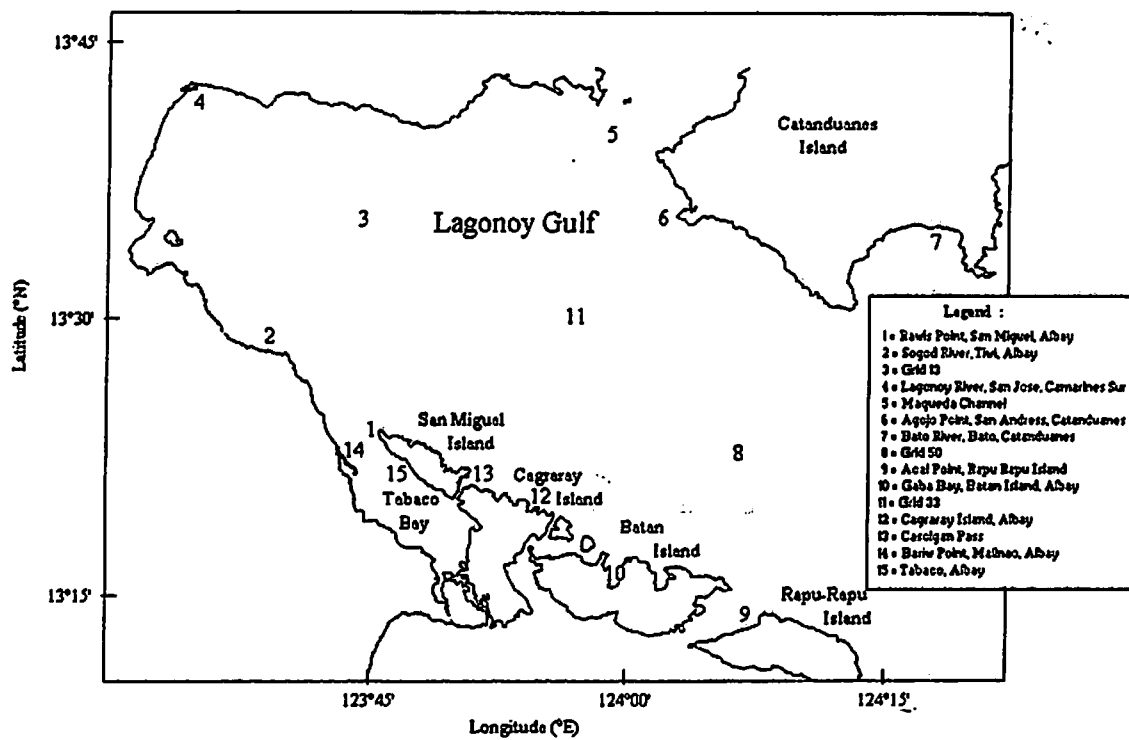 13°45'
4
5
Catanduanes
Island
3
Lagonoy Gulf
6
7
Latitude (°N)
13°30'
11
2
Legend :
1 = Rawis Point, San Miguel, Albay
2 = Sogod River, Tiwi, Albay
3 = Grid 13
4 = Lagonoy River, San Jose, Camarines Sur
5 = Maqueda Channel
6 = Agojo Point, San Andress, Catanduanes
7 = Bato River, Bato, Catanduanes
8 = Grid 50
9 = Acal Point, Rapu Rapu Island
10 = Gaba Bay, Batan Island, Albay
11 = Grid 33
12 = Cagraray Island, Albay
13 = Cascigan Pass
14 = Bariw Point, Malinao, Albay
15 = Tabaco, Albay
San Miguel
Island
1
14
15
13
8
Cagraray
12
Island
Tabaco
Bay
Batan
Island
13°15'
Rapu-Rapu
Island
9
123°45'
124°00'
124°15'
Longitude (°E)